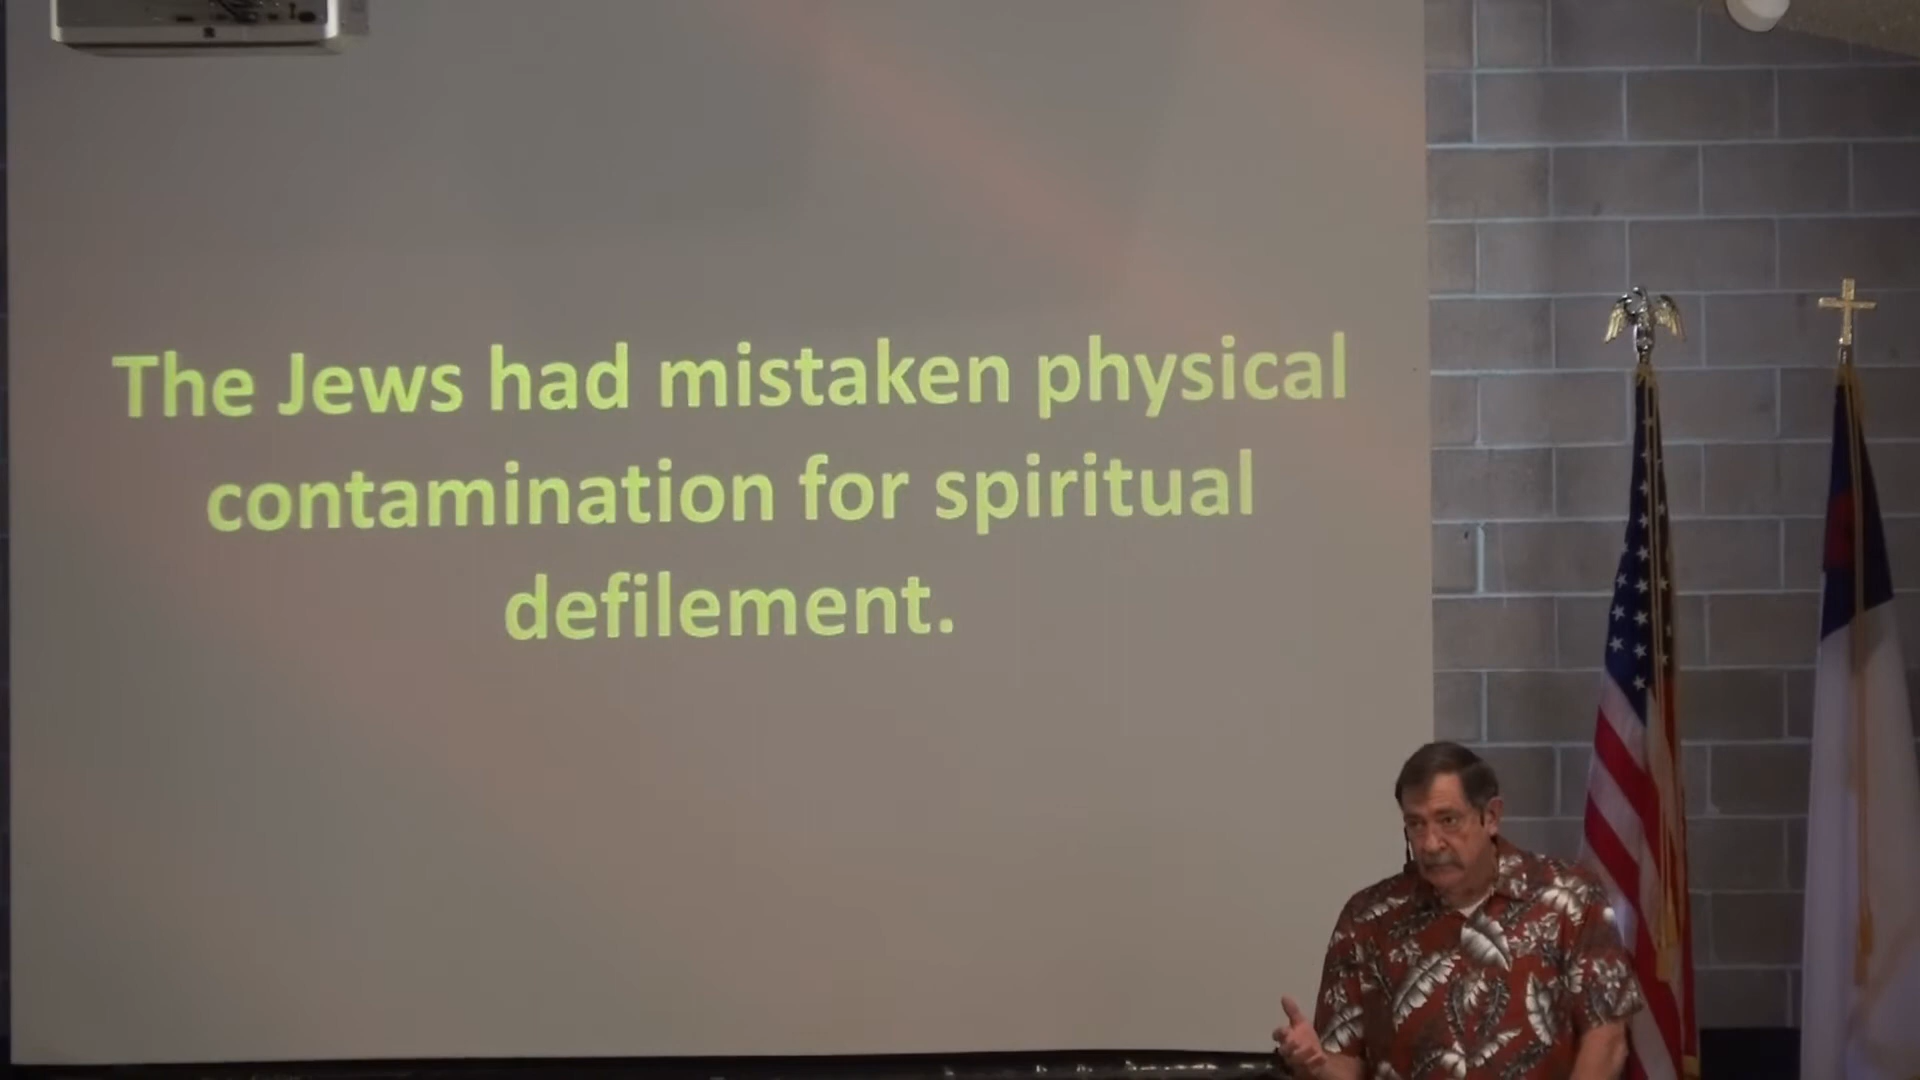 The Jews had mistaken physical
contamination for spiritual
defilement.